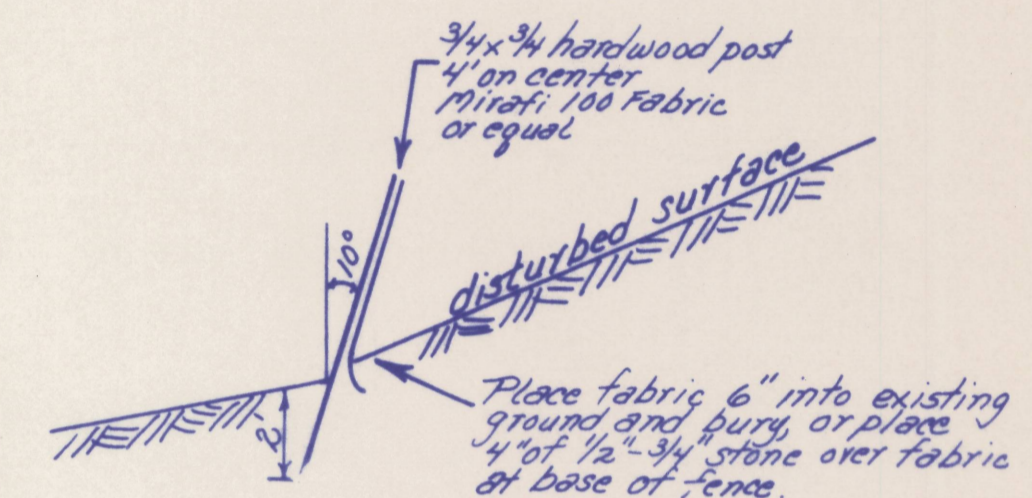 3/4 x 3/4 hardwood post
4' on center
Mirafi 100 Fabric
or equal
disturbed surface
10°
2'
Place fabric 6" into existing
ground and bury, or place
4" of 1/2"-3/4" stone over fabric
at base of fence.